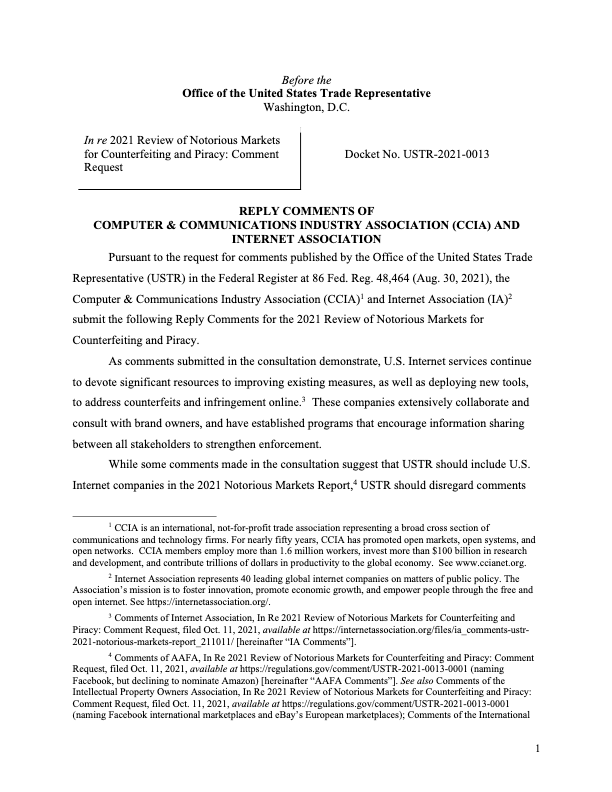 Before the
Office of the United States Trade Representative
Washington, D.C.
In re 2021 Review of Notorious Markets
for Counterfeiting and Piracy: Comment
Request
Docket No. USTR-2021-0013
REPLY COMMENTS OF
COMPUTER & COMMUNICATIONS INDUSTRY ASSOCIATION (CCIA) AND
INTERNET ASSOCIATION
Pursuant to the request for comments published by the Office of the United States Trade
Representative (USTR) in the Federal Register at 86 Fed. Reg. 48,464 (Aug. 30, 2021), the
Computer & Communications Industry Association (CCIA)1 and Internet Association (IA)2
submit the following Reply Comments for the 2021 Review of Notorious Markets for
Counterfeiting and Piracy.
As comments submitted in the consultation demonstrate, U.S. Internet services continue
to devote significant resources to improving existing measures, as well as deploying new tools,
to address counterfeits and infringement online.3 These companies extensively collaborate and
consult with brand owners, and have established programs that encourage information sharing
between all stakeholders to strengthen enforcement.
While some comments made in the consultation suggest that USTR should include U.S.
Internet companies in the 2021 Notorious Markets Report,4 USTR should disregard comments
1 CCIA is an international, not-for-profit trade association representing a broad cross section of
communications and technology firms. For nearly fifty years, CCIA has promoted open markets, open systems, and
open networks. CCIA members employ more than 1.6 million workers, invest more than $100 billion in research
and development, and contribute trillions of dollars in productivity to the global economy. See www.ccianet.org.
2 Internet Association represents 40 leading global internet companies on matters of public policy. The
Association's mission is to foster innovation, promote economic growth, and empower people through the free and
open internet. See https://internetassociation.org/.
3 Comments of Internet Association, In Re 2021 Review of Notorious Markets for Counterfeiting and
Piracy: Comment Request, filed Oct. 11, 2021, available at https://internetassociation.org/files/ia_comments-ustr-
2021-notorious-markets-report_211011/ [hereinafter “IA Comments”].
4 Comments of AAFA, In Re 2021 Review of Notorious Markets for Counterfeiting and Piracy: Comment
Request, filed Oct. 11, 2021, available at https://regulations.gov/comment/USTR-2021-0013-0001 (naming
Facebook, but declining to nominate Amazon) [hereinafter “AAFA Comments”]. See also Comments of the
Intellectual Property Owners Association, In Re 2021 Review of Notorious Markets for Counterfeiting and Piracy:
Comment Request, filed Oct. 11, 2021, available at https://regulations.gov/comment/USTR-2021-0013-0001
(naming Facebook international marketplaces and eBay's European marketplaces); Comments of the International
1